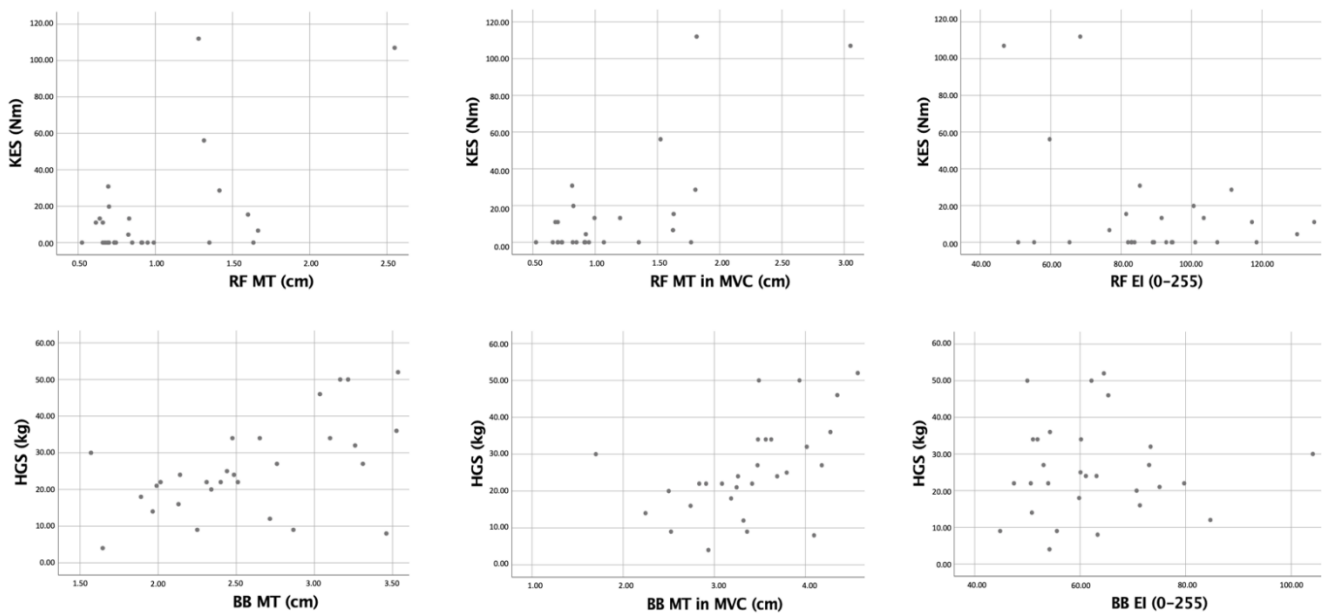 120.00
100.00
80.00
60.00
40.00
20.00
0.00
KES (Nm)
0.50 1.00 1.50 2.00 2.50
RF MT (cm)
120.00
100.00
80.00
60.00
40.00
20.00
0.00
KES (Nm)
0.50 1.00 1.50 2.00 2.50 3.00
RF MT in MVC (cm)
120.00
100.00
80.00
60.00
40.00
20.00
0.00
KES (Nm)
40.00 60.00 80.00 100.00 120.00
RF EI (0-255)
60.00
50.00
40.00
30.00
20.00
10.00
0.00
HGS (kg)
1.50 2.00 2.50 3.00 3.50
BB MT (cm)
60.00
50.00
40.00
30.00
20.00
10.00
0.00
HGS (kg)
1.00 2.00 3.00 4.00
BB MT in MVC (cm)
60.00
50.00
40.00
30.00
20.00
10.00
0.00
HGS (kg)
40.00 60.00 80.00 100.00
BB EI (0-255)